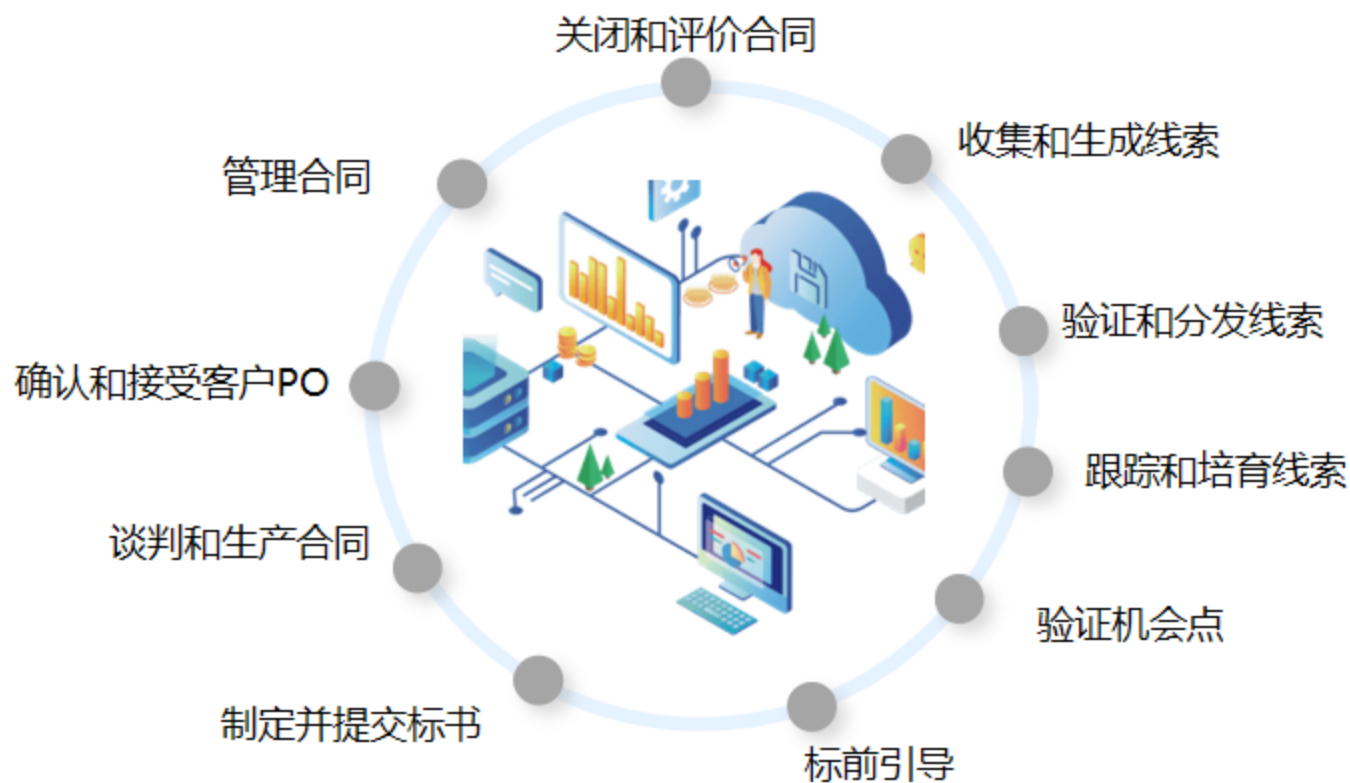 关闭和评价合同
收集和生成线索
管理合同
验证和分发线索
确认和接受客户PO
跟踪和培育线索
谈判和生产合同
验证机会点
制定并提交标书
标前引导